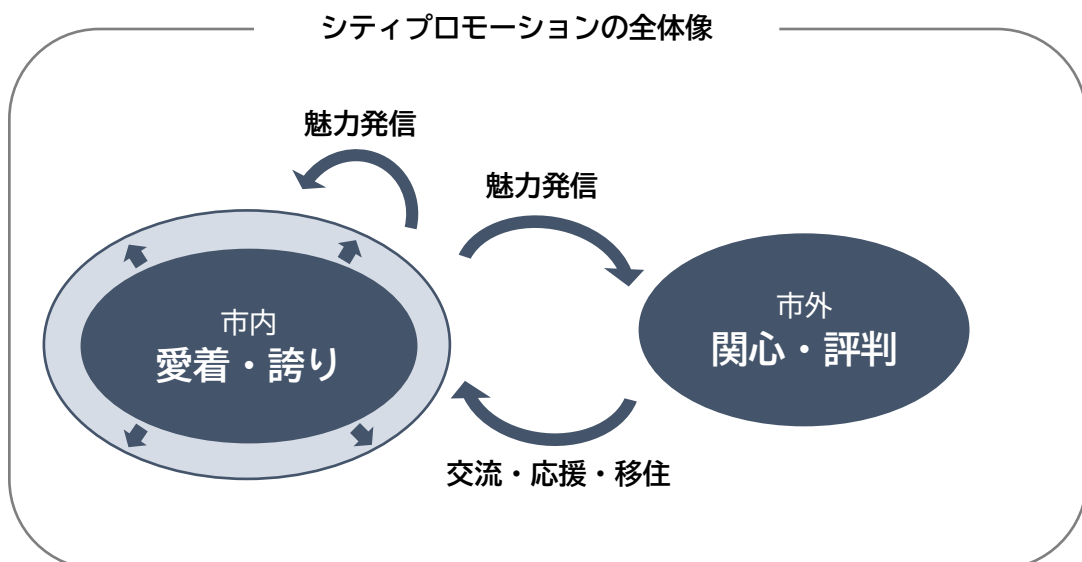 シティプロモーションの全体像
魅力発信
魅力発信
市内
愛着・誇り
市外
関心・評判
交流・応援・移住